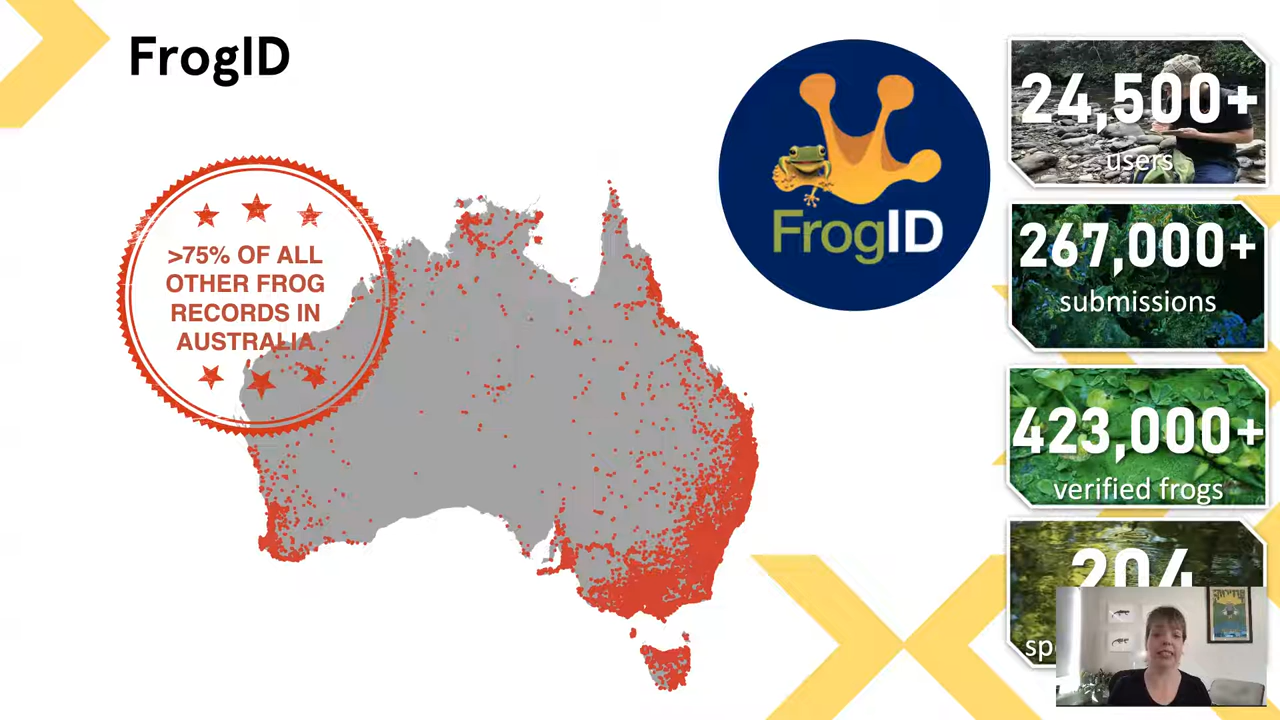 FrogID
>75% OF ALL
OTHER FROG
RECORDS IN
AUSTRALIA
FrogID
24,500+
users
267,000+
submissions
423,000+
verified frogs
204